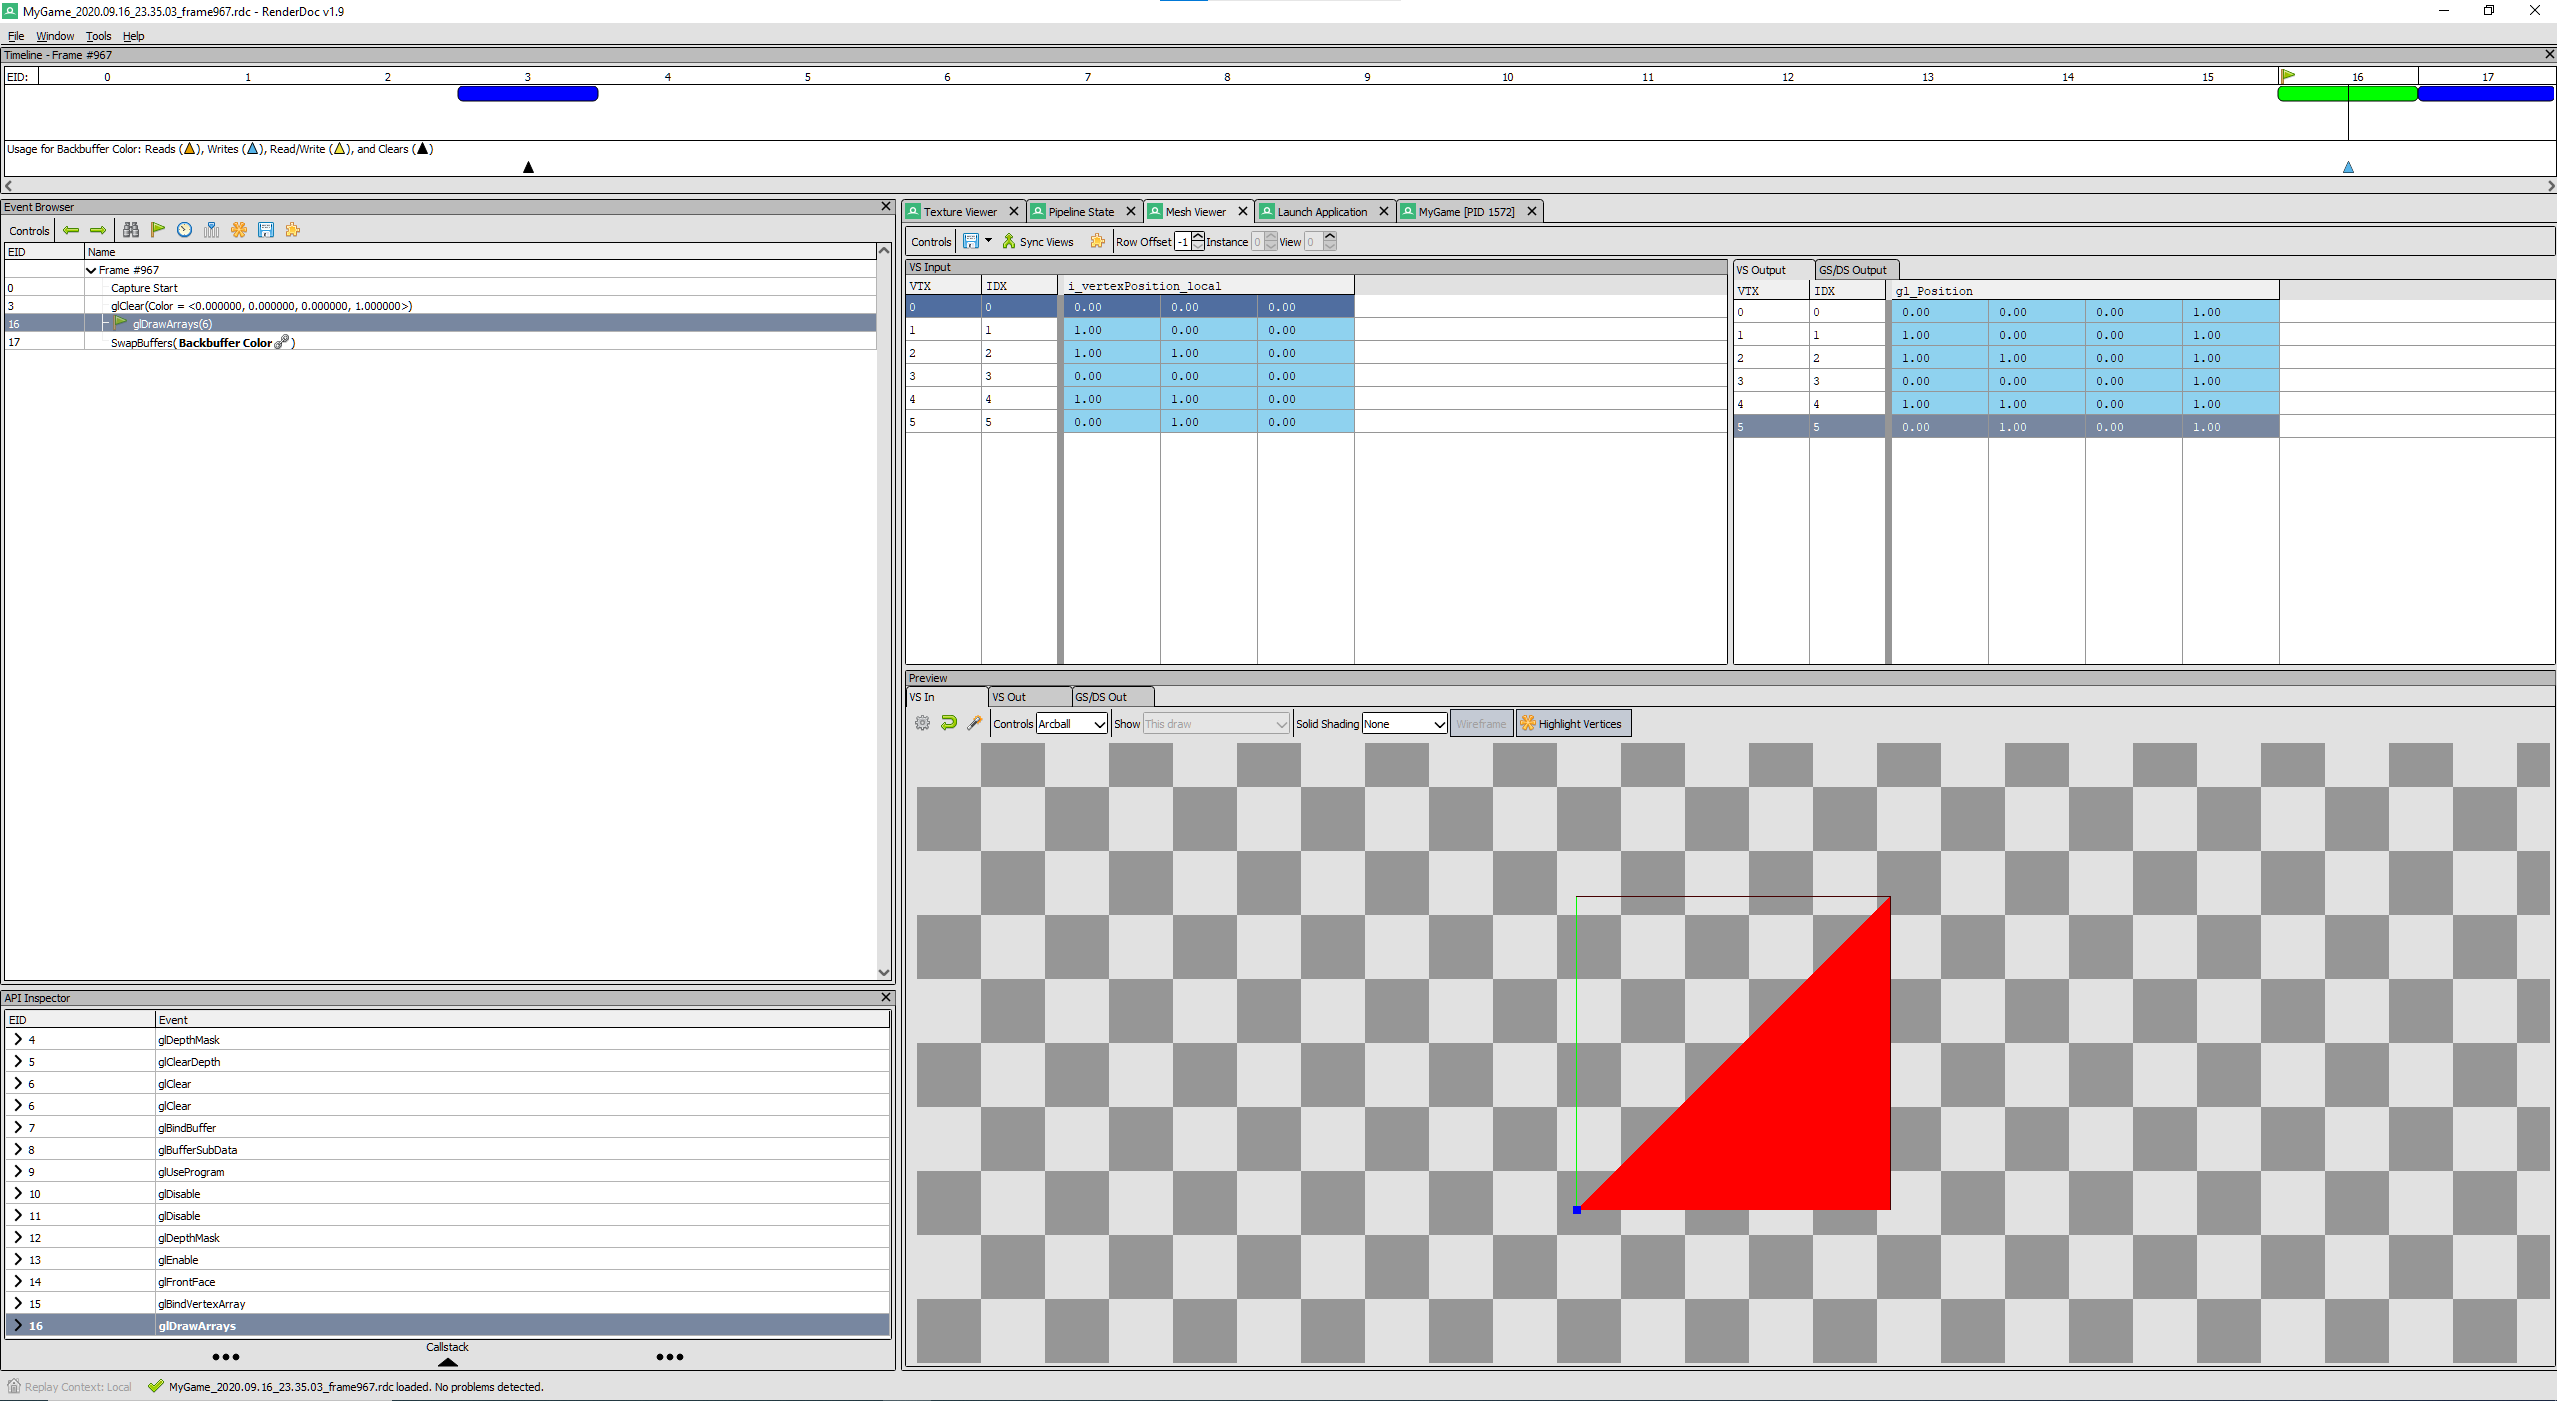 MyGame_2020.09.16_23.35.03_frame967.rdc - RenderDoc v1.9
File Window Tools Help
Timeline - Frame #967
EID: 0 1 2 3 4 5 6 7 8 9 10 11 12 13 14 15 16 17
Usage for Backbuffer Color: Reads ( ), Writes ( ), Read/Write ( ), and Clears ( )
Event Browser
Controls
EID Name
Frame #967
0 Capture Start
3 glClear(Color = <0.000000, 0.000000, 0.000000, 1.000000>)
16 glDrawArrays(6)
17 SwapBuffers( Backbuffer Color )
API Inspector
EID Event
4 glDepthMask
5 glClearDepth
6 glClear
6 glClear
7 glBindBuffer
8 glBufferSubData
9 glUseProgram
10 glDisable
11 glDisable
12 glDepthMask
13 glEnable
14 glFrontFace
15 glBindVertexArray
16 glDrawArrays
Callstack
Texture Viewer Pipeline State Mesh Viewer Launch Application MyGame [PID 1572]
Controls Sync Views Row Offset -1 Instance 0 View 0
VS Input
VTX IDX i_vertexPosition_local
0 0 0.00 0.00 0.00
1 1 1.00 0.00 0.00
2 2 1.00 1.00 0.00
3 3 0.00 0.00 0.00
4 4 1.00 1.00 0.00
5 5 0.00 1.00 0.00
VS Output GS/DS Output
VTX IDX gl_Position
0 0 0.00 0.00 0.00 1.00
1 1 1.00 0.00 0.00 1.00
2 2 1.00 1.00 0.00 1.00
3 3 0.00 0.00 0.00 1.00
4 4 1.00 1.00 0.00 1.00
5 5 0.00 1.00 0.00 1.00
Preview
VS In VS Out GS/DS Out
Controls Arcball Show This draw Solid Shading None Wireframe Highlight Vertices
Replay Context: Local MyGame_2020.09.16_23.35.03_frame967.rdc loaded. No problems detected.